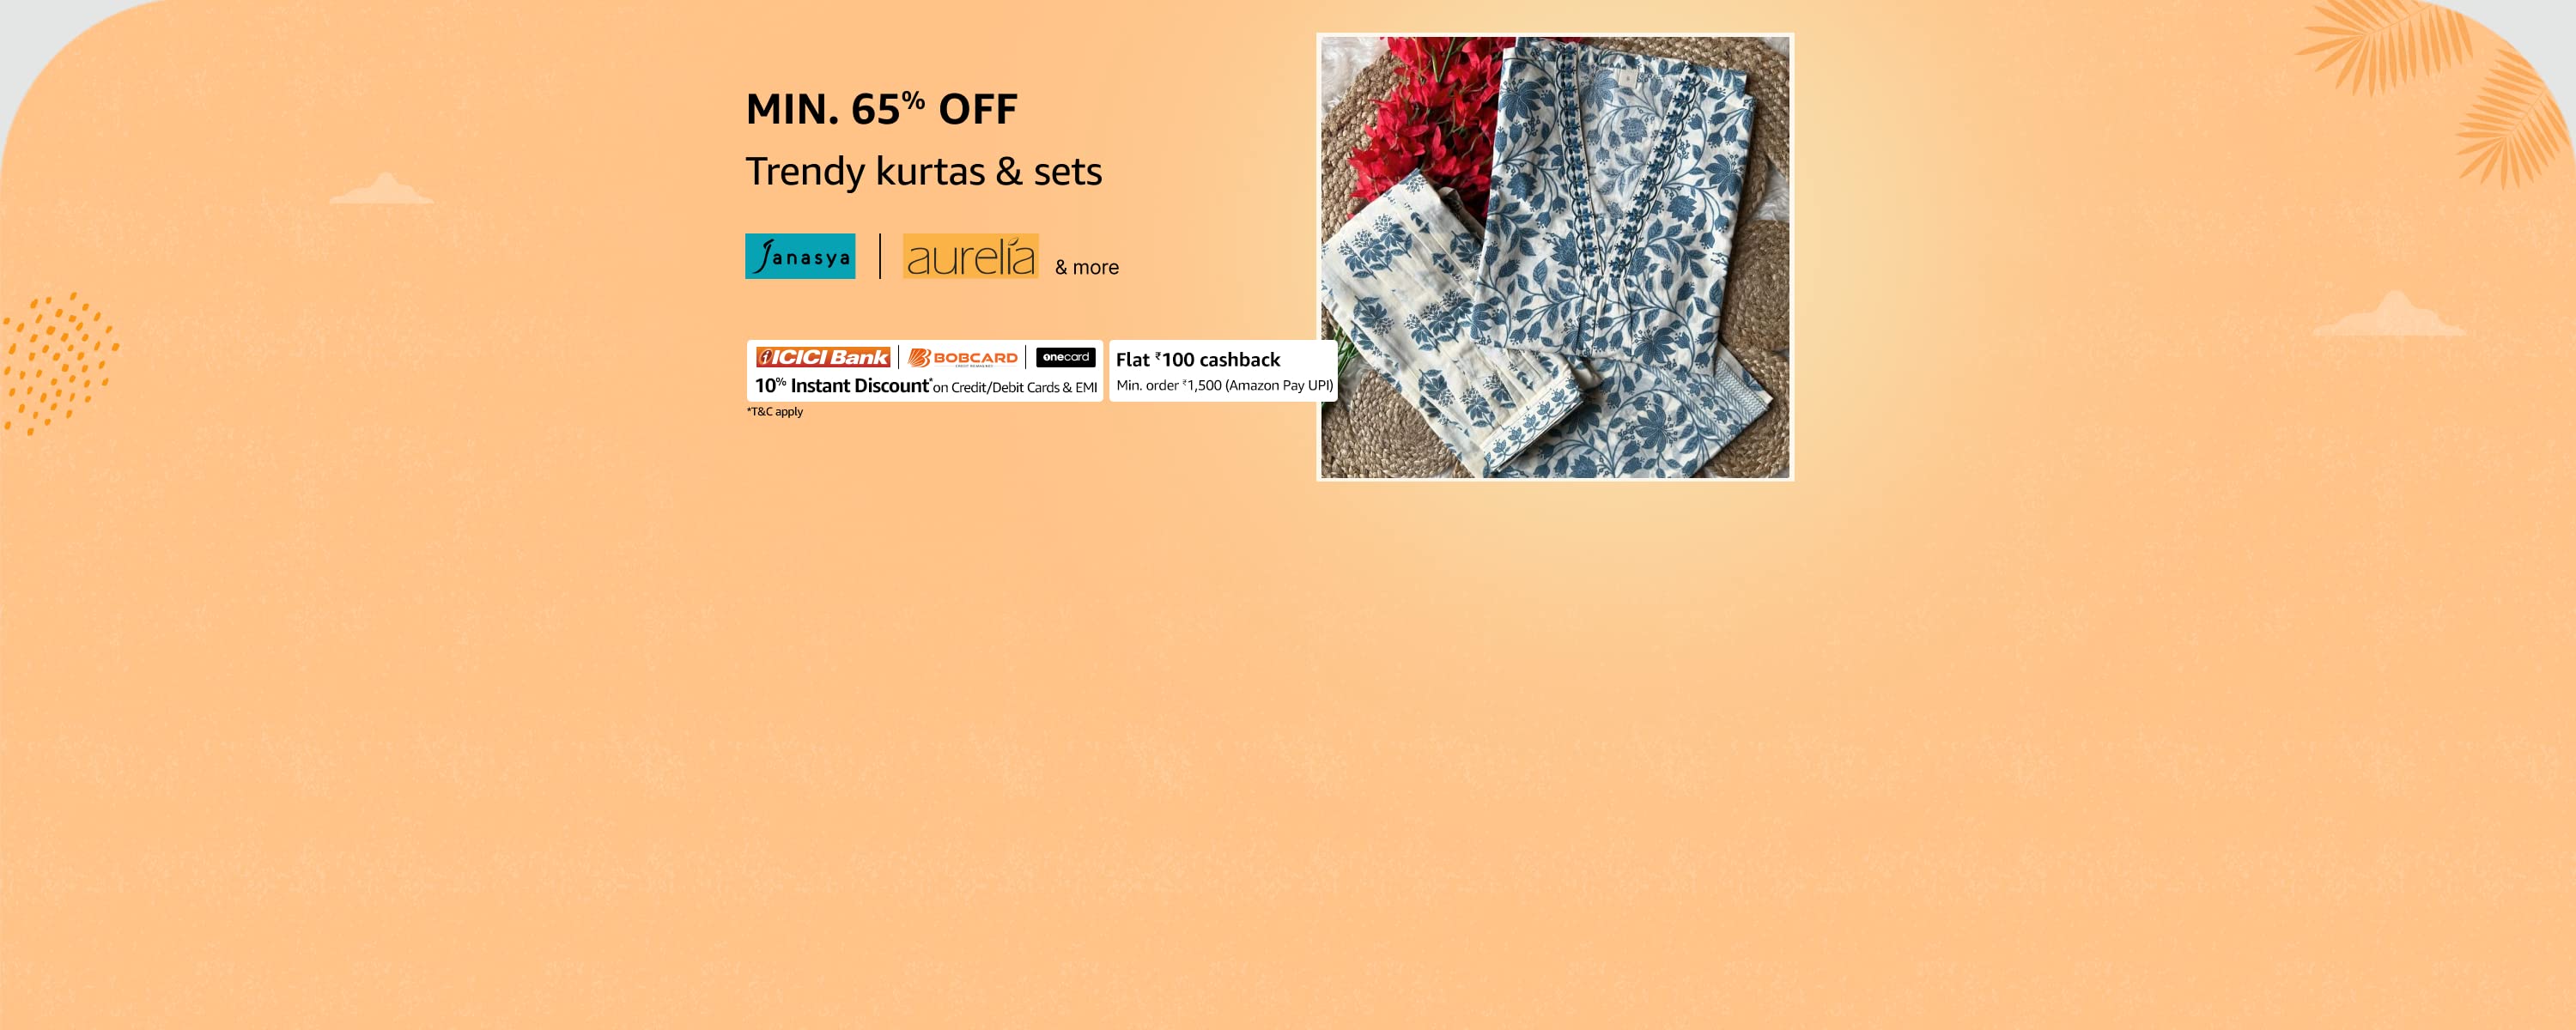 MIN. 65% OFF
Trendy kurtas & sets
Janasya | aurelia & more
ICICI Bank | BOBCARD | onecard
10% Instant Discount* on Credit/Debit Cards & EMI
Flat ₹100 cashback
Min. order ₹1,500 (Amazon Pay UPI)
*T&C apply